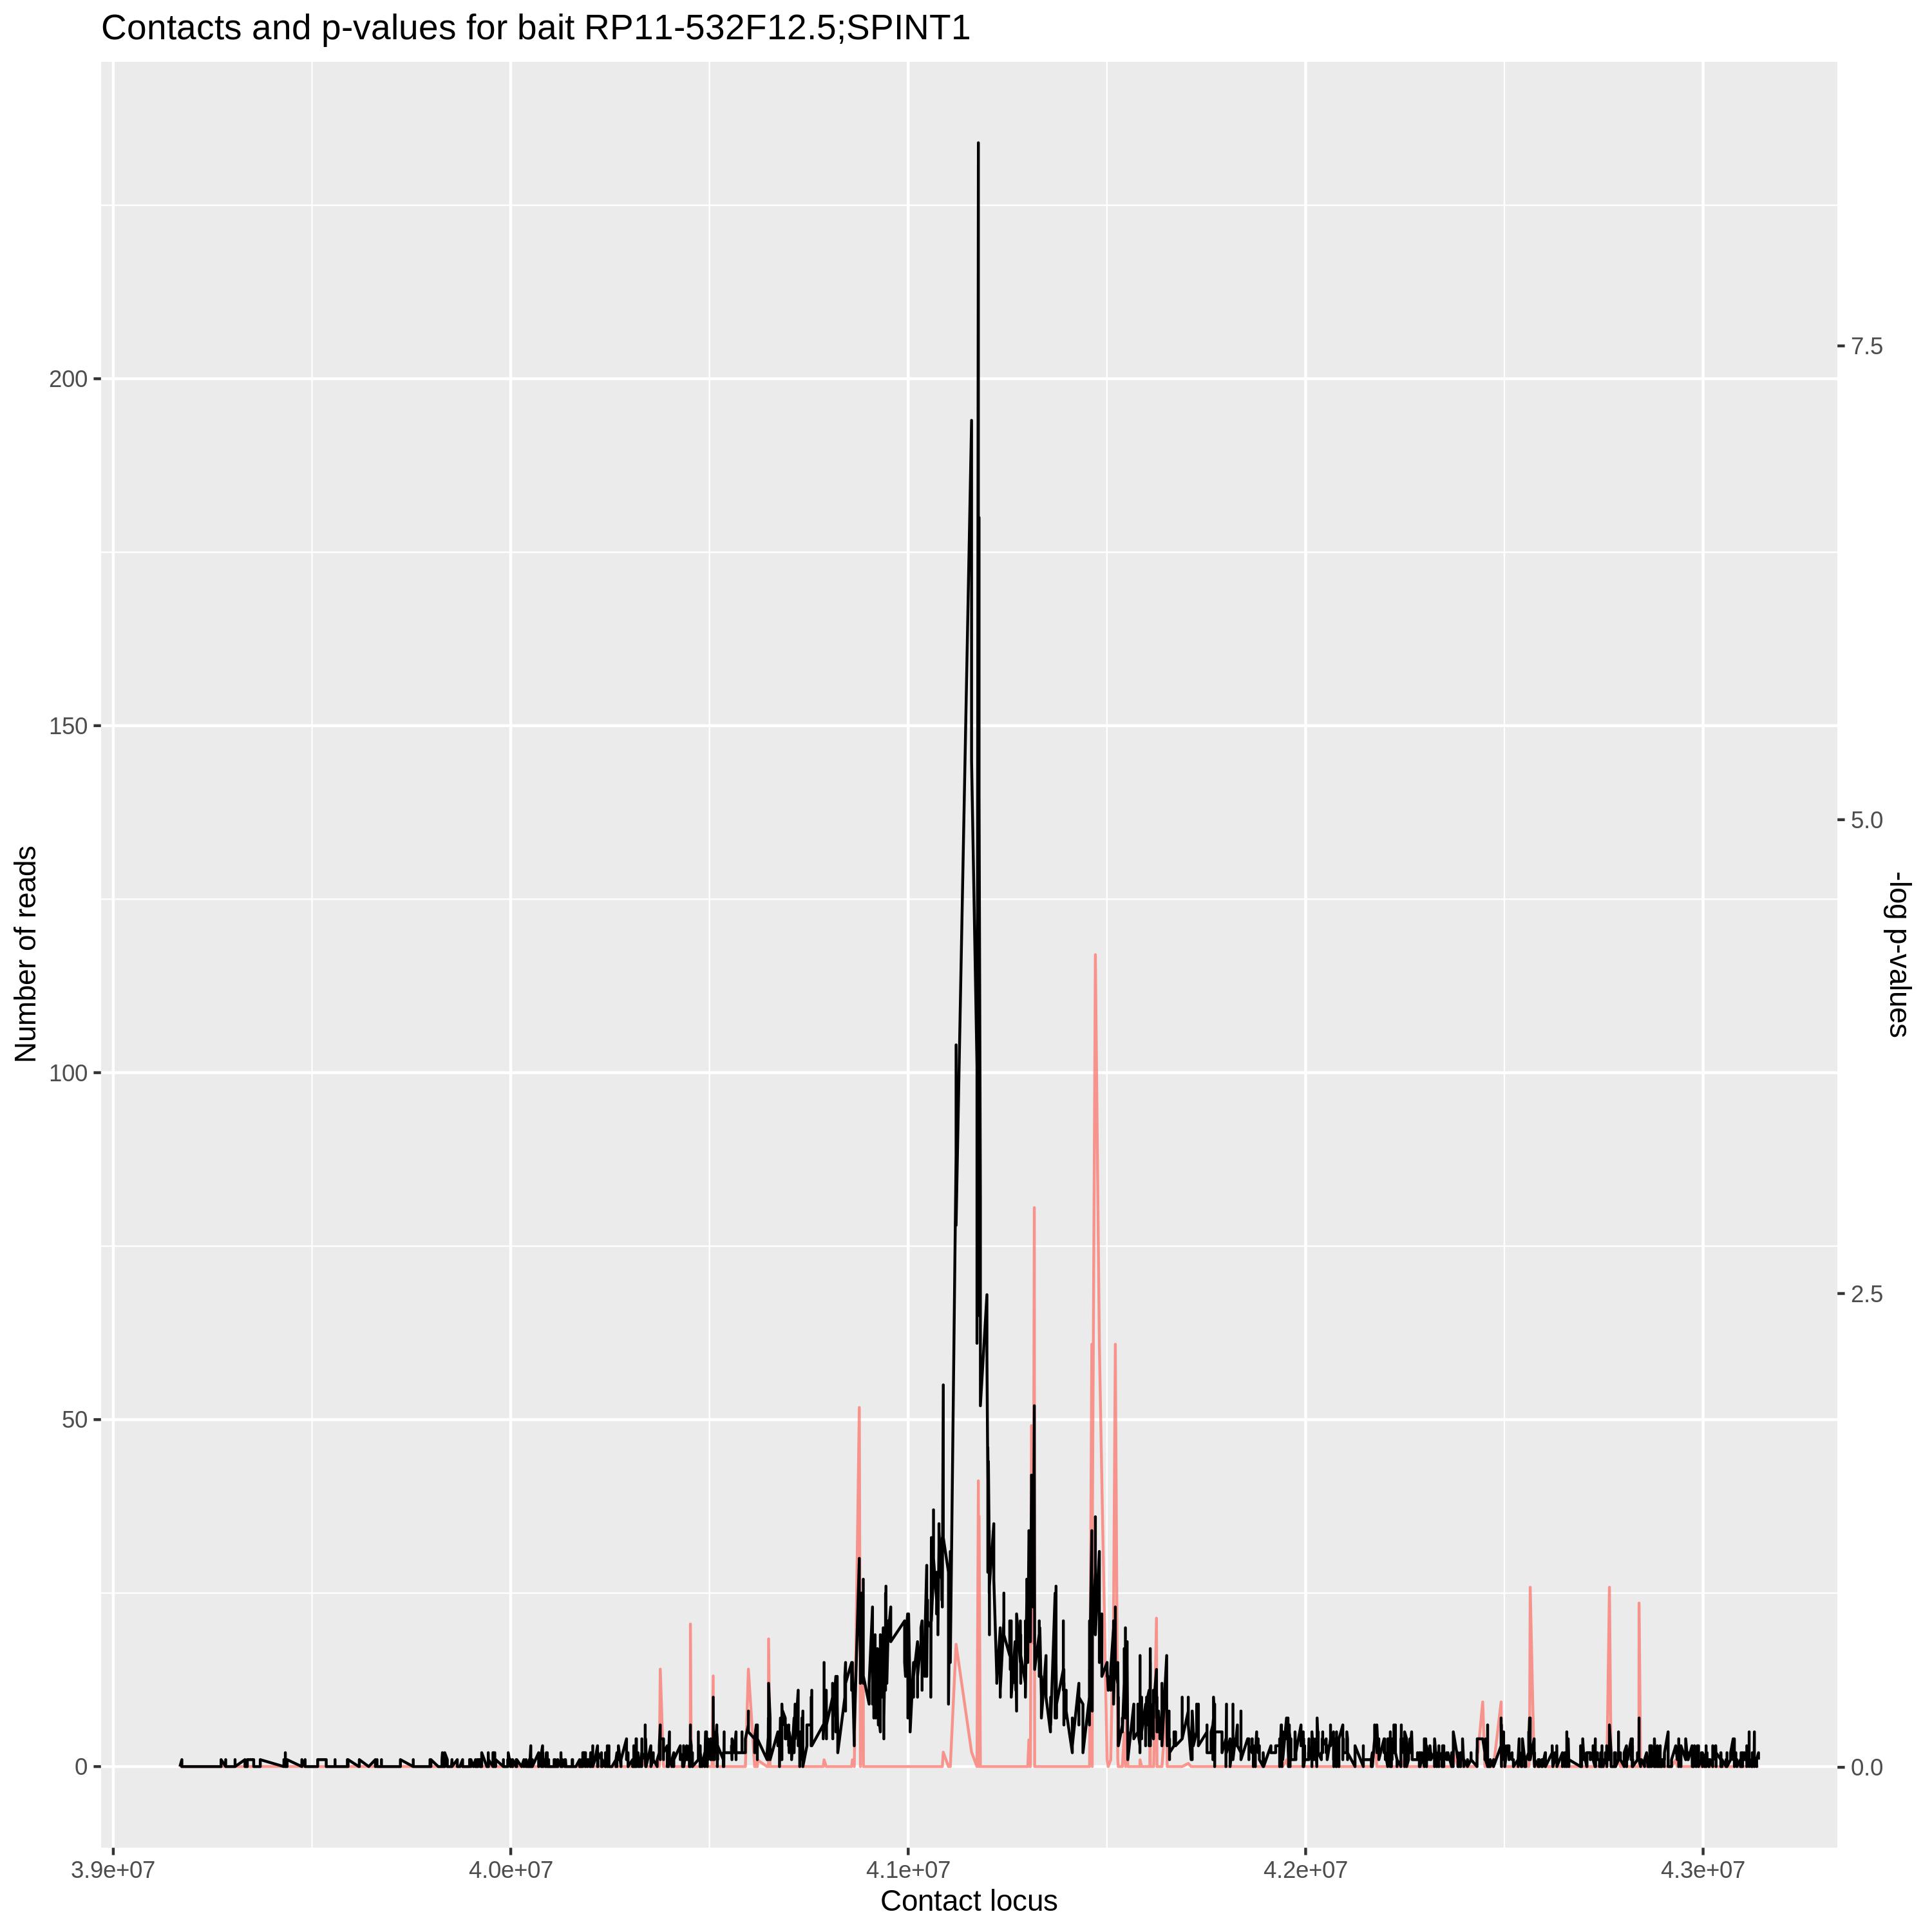 Contacts and p-values for bait RP11-532F12.5;SPINT1
200
150
100
50
0
Number of reads
7.5
5.0
2.5
0.0
-log p-values
3.9e+07 4.0e+07 4.1e+07 4.2e+07 4.3e+07
Contact locus